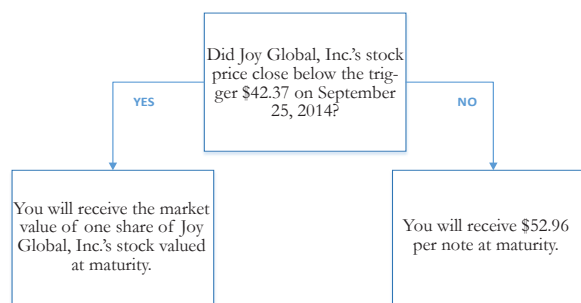 Did Joy Global, Inc.'s stock
price close below the trig-
ger $42.37 on September
25, 2014?
YES
NO
You will receive the market
value of one share of Joy
Global, Inc.'s stock valued
at maturity.
You will receive $52.96
per note at maturity.